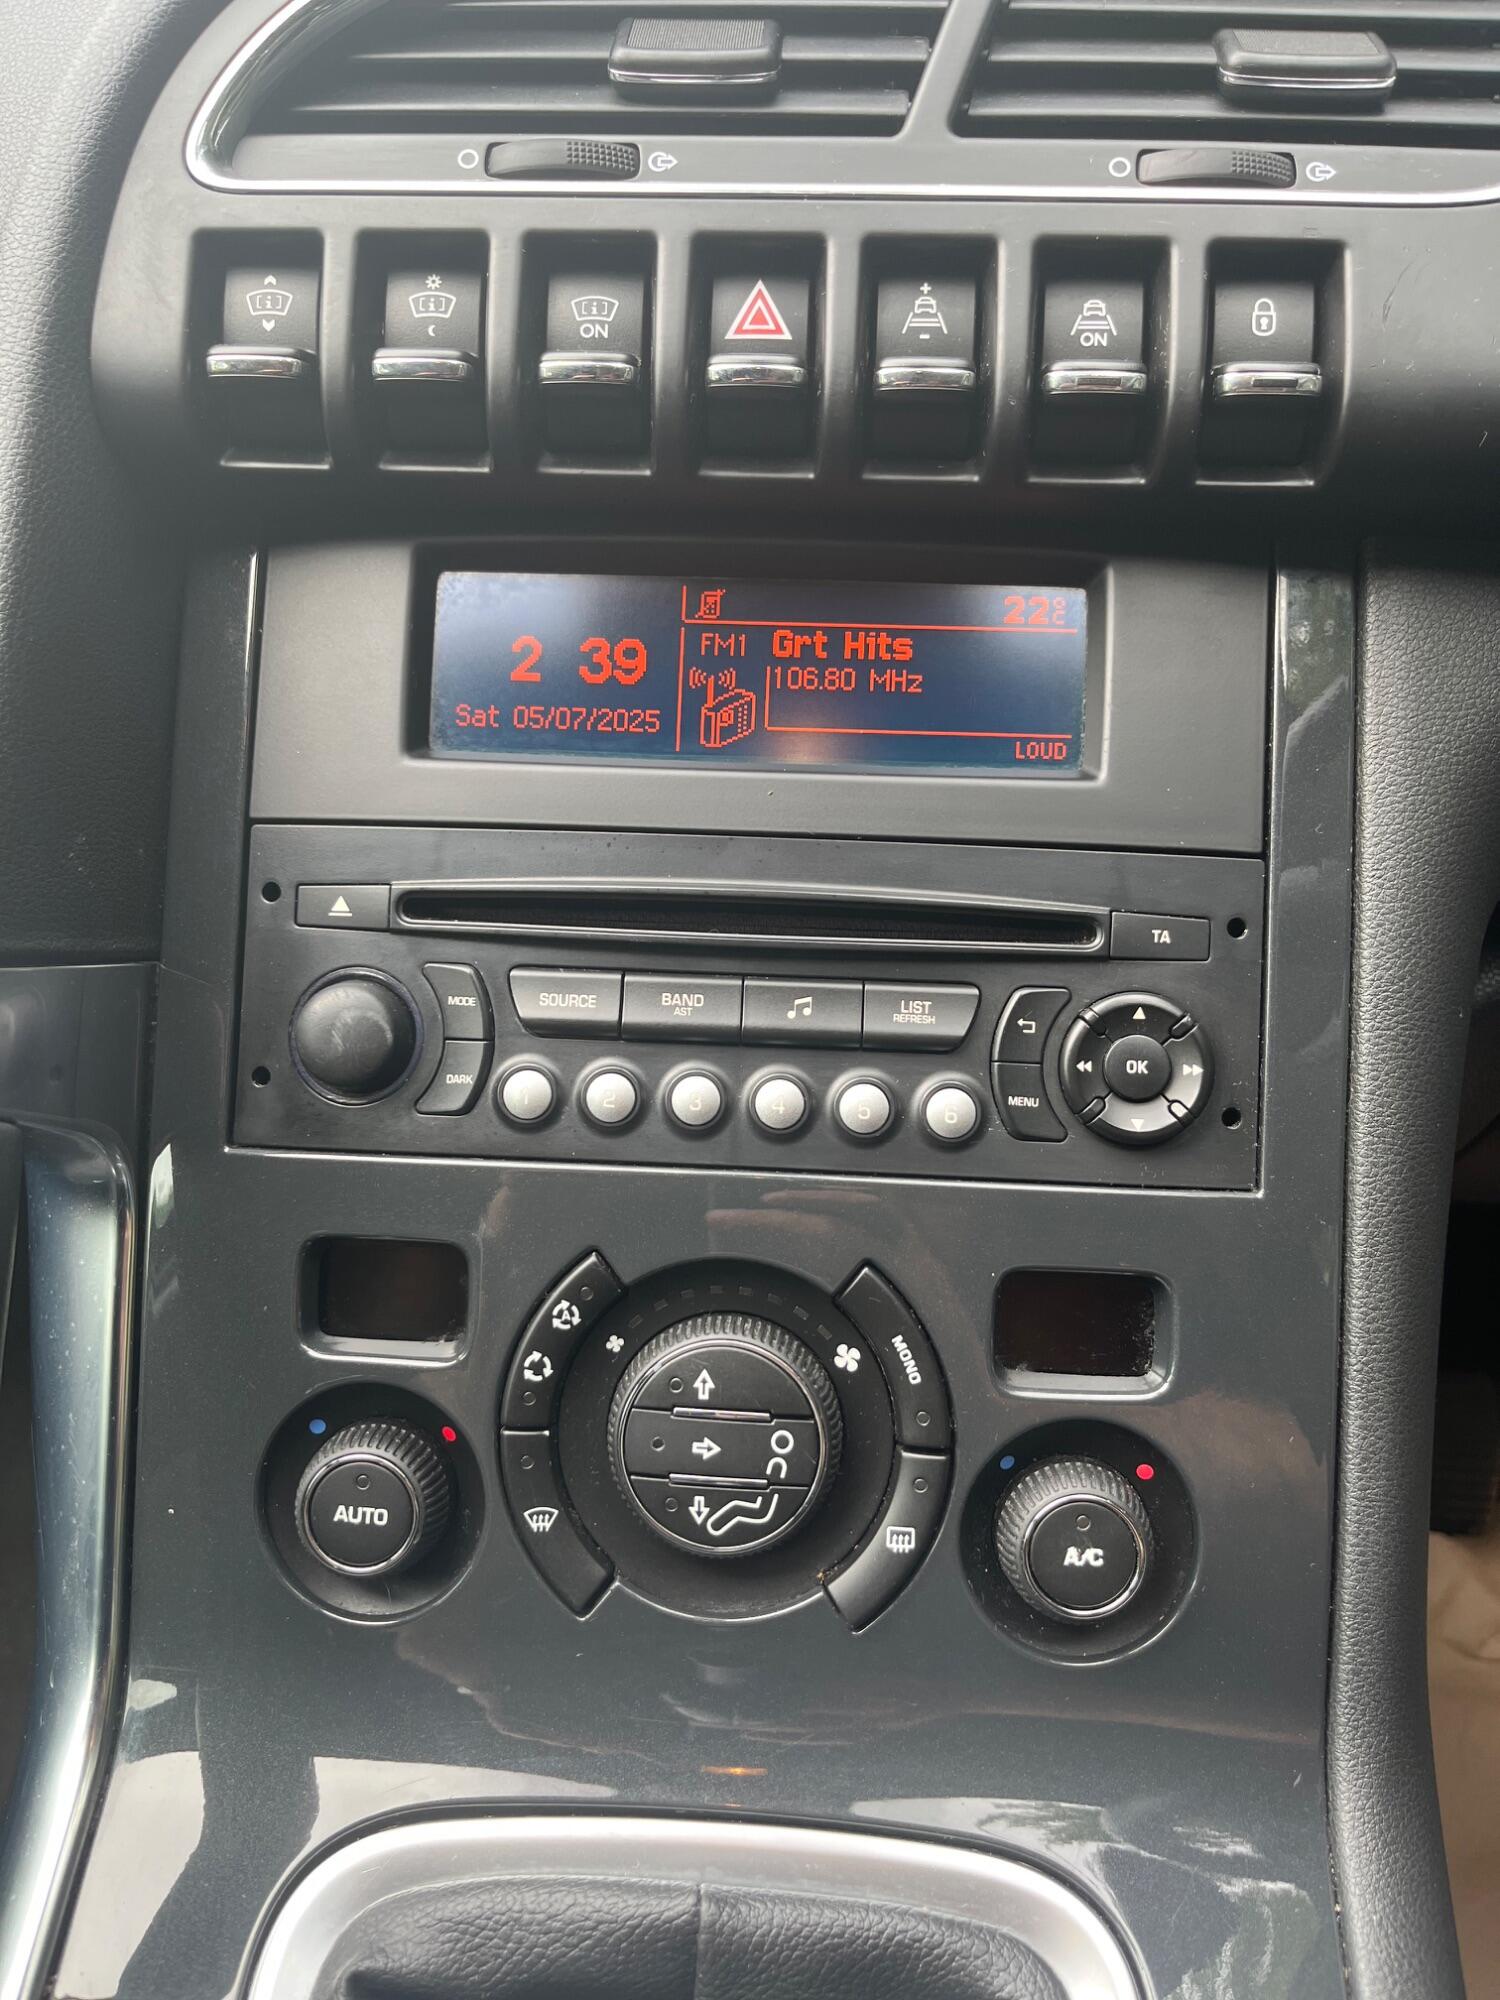 [i]
[i]
[i]
ON
+
-
ON
22°C
2 39
FM1 Grt Hits
106.80 MHz
Sat 05/07/2025
LOUD
TA
MODE
SOURCE
BAND
AST
LIST
REFRESH
DARK
OK
MENU
1 2 3 4 5 6
A
MONO
AUTO
A/C